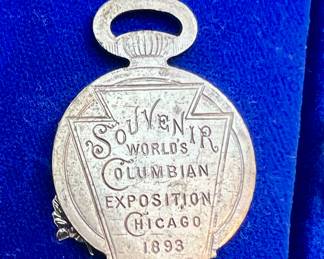 SOUVENIR
WORLD'S
COLUMBIAN
EXPOSITION
CHICAGO
1893